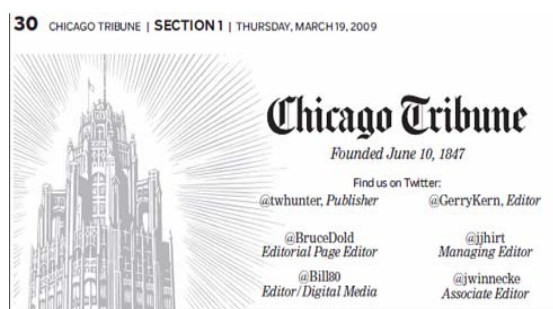 30 CHICAGO TRIBUNE | SECTION 1 | THURSDAY, MARCH 19, 2009
Chicago Tribune
Founded June 10, 1847
Find us on Twitter:
@twhunter, Publisher @GerryKern, Editor
@BruceDold @jjhirt
Editorial Page Editor Managing Editor
@Bill80 @jwinnecke
Editor/Digital Media Associate Editor